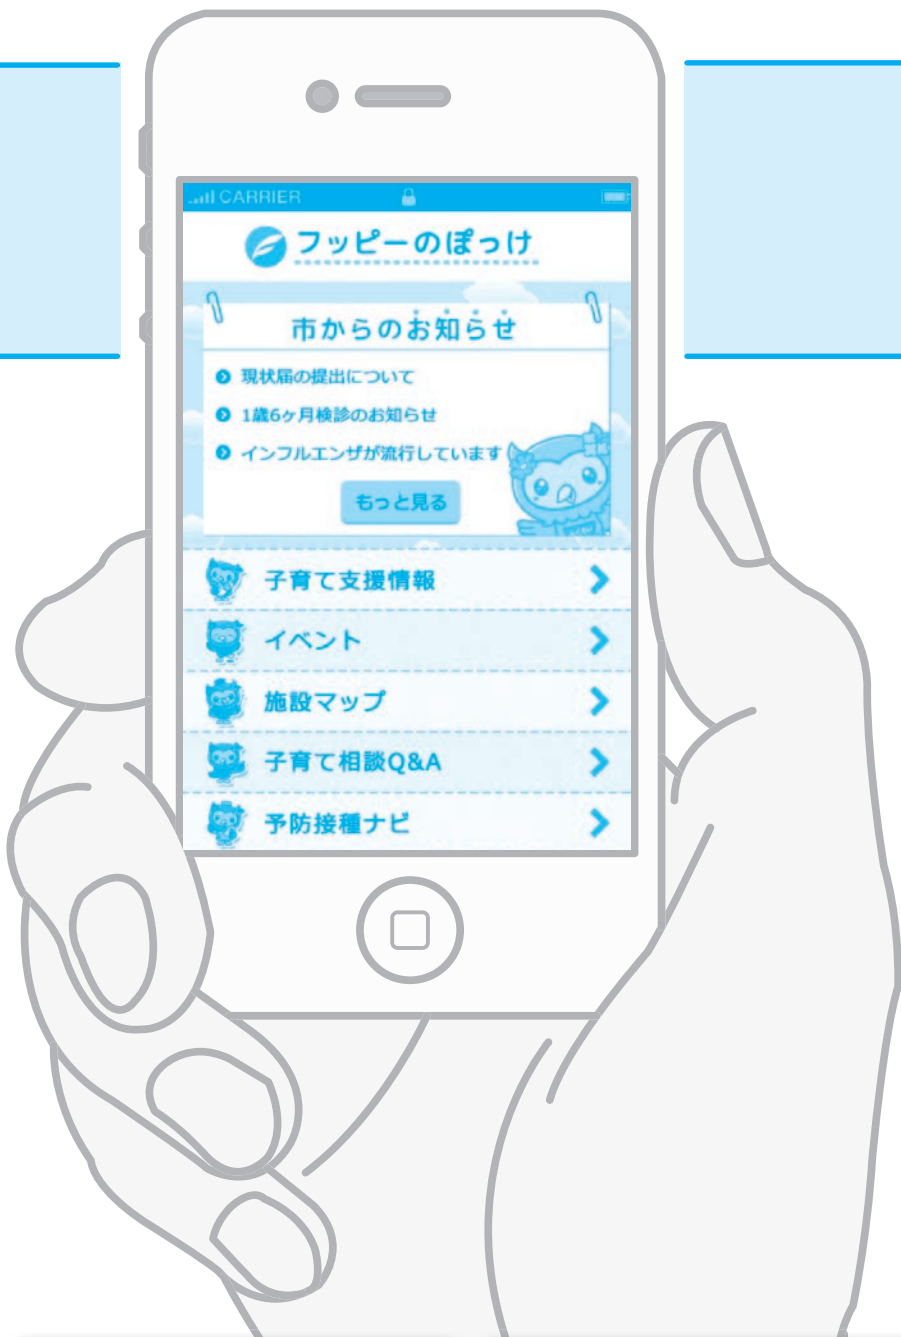 CARRIER
フッピーのぽっけ
市からのお知らせ
現状届の提出について
1歳6ヶ月検診のお知らせ
インフルエンザが流行しています
もっと見る
子育て支援情報
イベント
施設マップ
子育て相談Q&A
予防接種ナビ